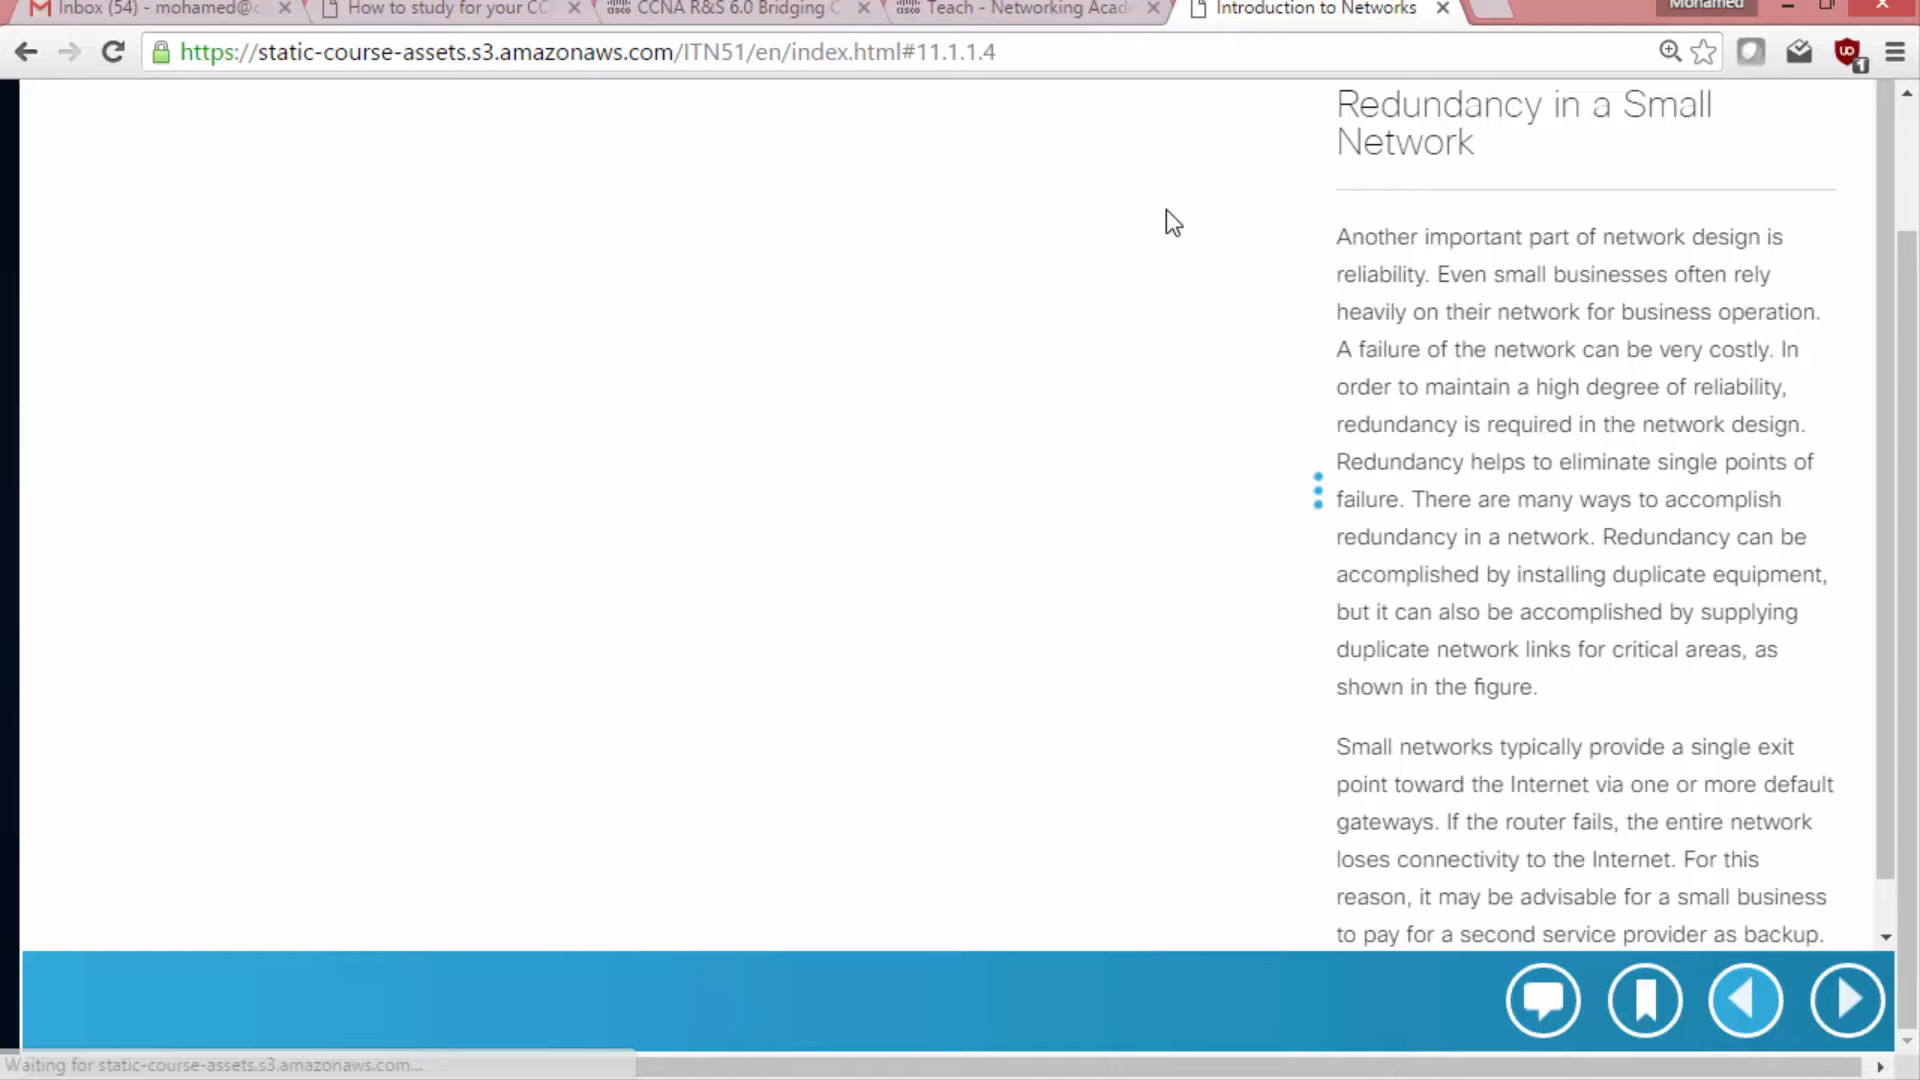 Inbox (54) - mohamed@c
How to study for your CC
CCNA R&S 6.0 Bridging C
Teach - Networking Acad
Introduction to Networks
Mohamed
https://static-course-assets.s3.amazonaws.com/ITN51/en/index.html#11.1.1.4
Redundancy in a Small
Network
Another important part of network design is
reliability. Even small businesses often rely
heavily on their network for business operation.
A failure of the network can be very costly. In
order to maintain a high degree of reliability,
redundancy is required in the network design.
Redundancy helps to eliminate single points of
failure. There are many ways to accomplish
redundancy in a network. Redundancy can be
accomplished by installing duplicate equipment,
but it can also be accomplished by supplying
duplicate network links for critical areas, as
shown in the figure.
Small networks typically provide a single exit
point toward the Internet via one or more default
gateways. If the router fails, the entire network
loses connectivity to the Internet. For this
reason, it may be advisable for a small business
to pay for a second service provider as backup.
Waiting for static-course-assets.s3.amazonaws.com...